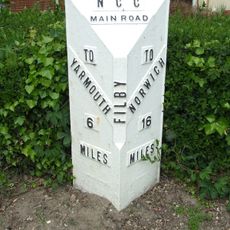 N C C
MAIN ROAD
FILBY
TO
YARMOUTH
6
MILES
TO
NORWICH
16
MILES